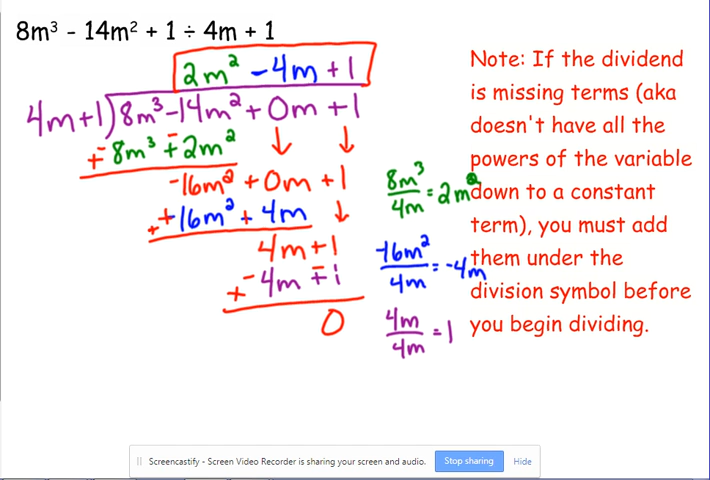 8m³ - 14m² + 1 ÷ 4m + 1
2m² - 4m + 1
4m+1)8m³-14m²+0m+1
+-8m³+-2m²
-16m²+0m+1
++16m²+4m
4m+1
+-4m+-1
0
8m³/4m = 2m²
-16m²/4m = -4m
4m/4m = 1
Note: If the dividend
is missing terms (aka
doesn't have all the
powers of the variable
down to a constant
term), you must add
them under the
division symbol before
you begin dividing.
Screencastify - Screen Video Recorder is sharing your screen and audio. Stop sharing Hide